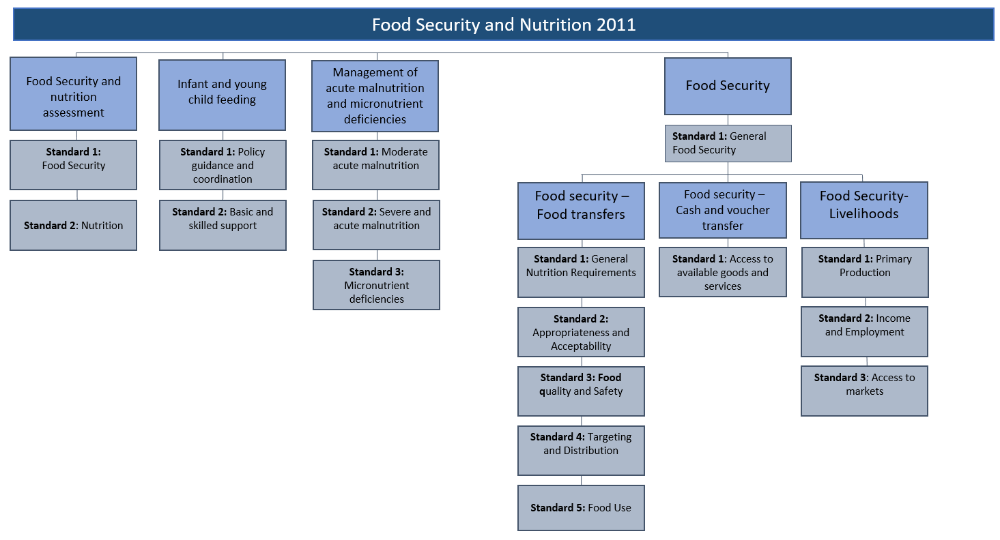 Food Security and Nutrition 2011
Food Security and
nutrition
assessment
Standard 1:
Food Security
Standard 2: Nutrition
Infant and young
child feeding
Standard 1: Policy
guidance and
coordination
Standard 2: Basic and
skilled support
Management of
acute malnutrition
and micronutrient
deficiencies
Standard 1: Moderate
acute malnutrition
Standard 2: Severe and
acute malnutrition
Standard 3:
Micronutrient
deficiencies
Food Security
Standard 1: General
Food Security
Food security –
Food transfers
Standard 1: General
Nutrition Requirements
Standard 2:
Appropriateness and
Acceptability
Standard 3: Food
quality and Safety
Standard 4: Targeting
and Distribution
Standard 5: Food Use
Food security –
Cash and voucher
transfer
Standard 1: Access to
available goods and
services
Food Security-
Livelihoods
Standard 1: Primary
Production
Standard 2: Income
and Employment
Standard 3: Access to
markets